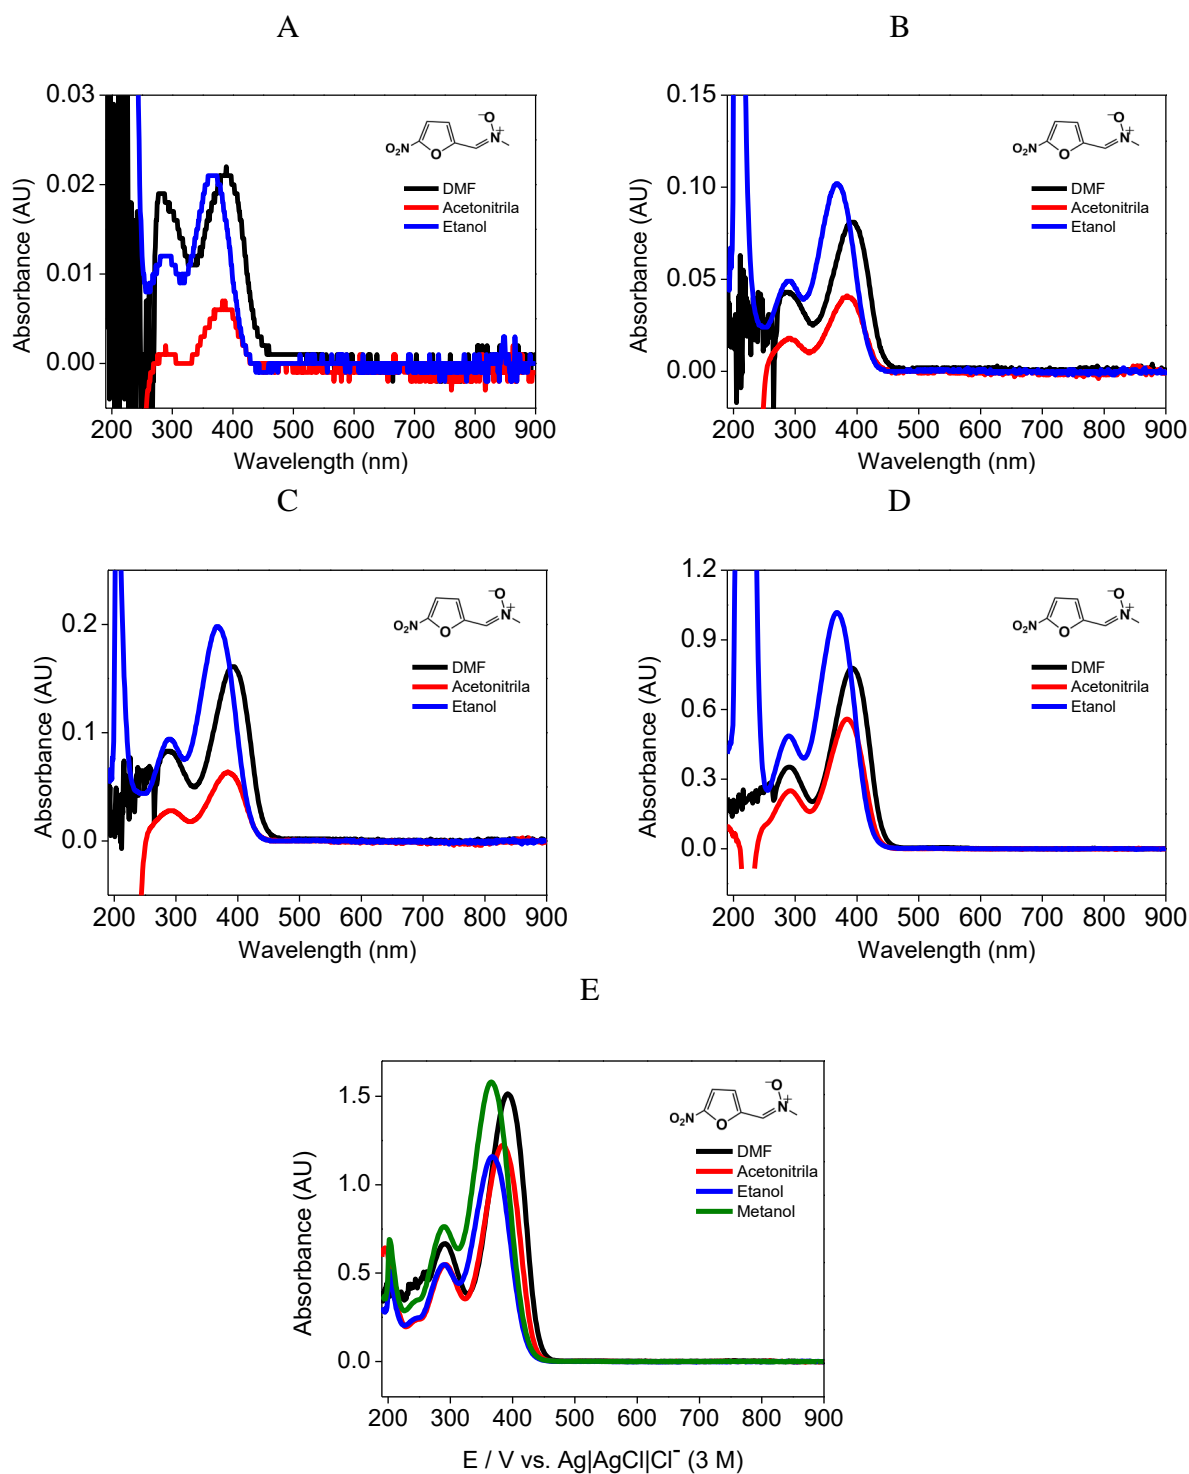 A
B
0.03
0.02
0.01
0.00
Absorbance (AU)
200 300 400 500 600 700 800 900
Wavelength (nm)
O₂N
O
N⁺
⁻O
DMF
Acetonitrila
Etanol
0.15
0.10
0.05
0.00
Absorbance (AU)
200 300 400 500 600 700 800 900
Wavelength (nm)
O₂N
O
N⁺
⁻O
DMF
Acetonitrila
Etanol
C
D
0.2
0.1
0.0
Absorbance (AU)
200 300 400 500 600 700 800 900
Wavelength (nm)
O₂N
O
N⁺
⁻O
DMF
Acetonitrila
Etanol
1.2
0.9
0.6
0.3
0.0
Absorbance (AU)
200 300 400 500 600 700 800 900
Wavelength (nm)
O₂N
O
N⁺
⁻O
DMF
Acetonitrila
Etanol
E
1.5
1.0
0.5
0.0
Absorbance (AU)
200 300 400 500 600 700 800 900
E / V vs. Ag|AgCl|Cl⁻ (3 M)
O₂N
O
N⁺
⁻O
DMF
Acetonitrila
Etanol
Metanol